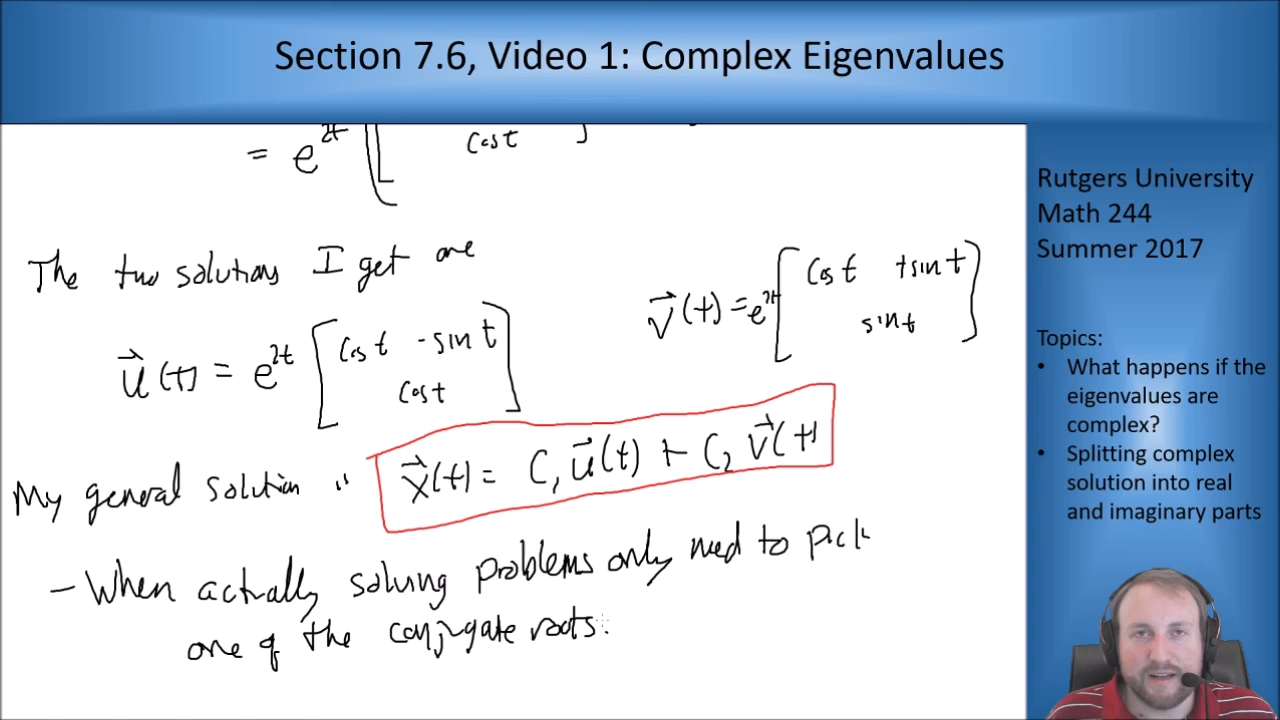 Section 7.6, Video 1: Complex Eigenvalues
= e^2t [ cos t ]
The two solutions I get are
u⃗(t) = e^2t [ cos t - sin t
cos t ]
v⃗(t) = e^2t [ cos t + sin t
sin t ]
My general solution is x⃗(t) = C₁ u⃗(t) + C₂ v⃗(t)
- When actually solving problems only need to pick
one of the conjugate roots.
Rutgers University
Math 244
Summer 2017
Topics:
• What happens if the
eigenvalues are
complex?
• Splitting complex
solution into real
and imaginary parts